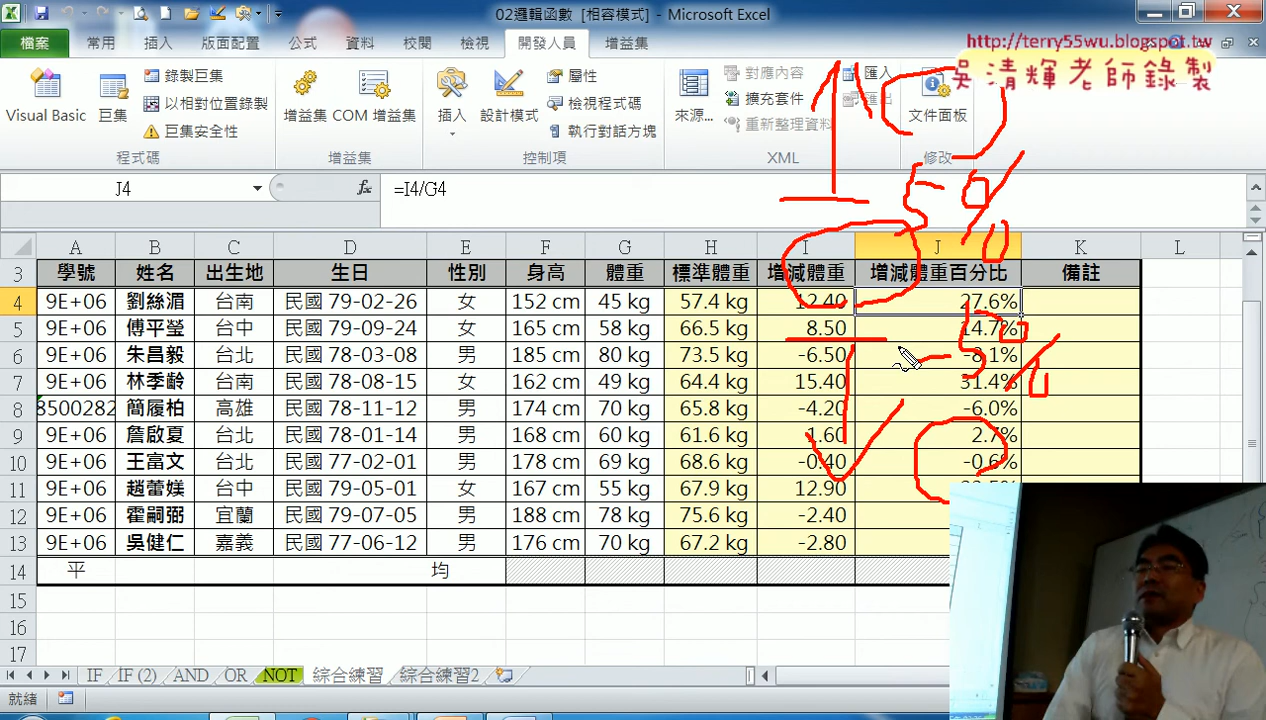 02邏輯函數 [相容模式] - Microsoft Excel
http://terry55wu.blogspot.tw
吳清輝老師錄製
檔案 常用 插入 版面配置 公式 資料 校閱 檢視 開發人員 增益集
Visual Basic 巨集 錄製巨集 以相對位置錄製 巨集安全性
增益集 COM 增益集 插入 設計模式 屬性 檢視程式碼 執行對話方塊
來源... 對應內容 擴充套件 重新整理資料 匯入 匯出 文件面板
程式碼 增益集 控制項 XML 修改
J4 fx =I4/G4
5%
A B C D E F G H I J K L
3 學號 姓名 出生地 生日 性別 身高 體重 標準體重 增減體重 增減體重百分比 備註
4 9E+06 劉絲湄 台南 民國 79-02-26 女 152 cm 45 kg 57.4 kg 12.40 27.6%
5 9E+06 傅平瑩 台中 民國 79-09-24 女 165 cm 58 kg 66.5 kg 8.50 14.7%
6 9E+06 朱昌毅 台北 民國 78-03-08 男 185 cm 80 kg 73.5 kg -6.50 -8.1%
-5%
7 9E+06 林季齡 台南 民國 78-08-15 女 162 cm 49 kg 64.4 kg 15.40 31.4%
8 8500282 簡履柏 高雄 民國 78-11-12 男 174 cm 70 kg 65.8 kg -4.20 -6.0%
9 9E+06 詹啟夏 台北 民國 78-01-14 男 168 cm 60 kg 61.6 kg 1.60 2.7%
10 9E+06 王富文 台北 民國 77-02-01 男 178 cm 69 kg 68.6 kg -0.40 -0.6%
11 9E+06 趙蕾媄 台中 民國 79-05-01 女 167 cm 55 kg 67.9 kg 12.90
12 9E+06 霍嗣弼 宜蘭 民國 79-07-05 男 188 cm 78 kg 75.6 kg -2.40
13 9E+06 吳健仁 嘉義 民國 77-06-12 男 176 cm 70 kg 67.2 kg -2.80
14 平 均
15
16
17
IF IF (2) AND OR NOT 綜合練習 綜合練習2
就緒